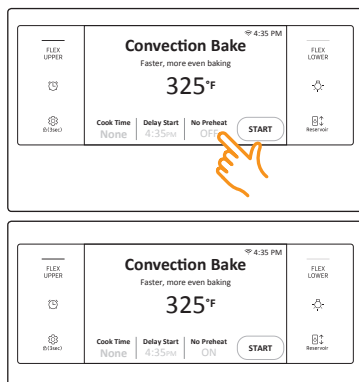 4:35 PM
FLEX UPPER
Convection Bake
FLEX LOWER
Faster, more even baking
325°F
Cook Time Delay Start No Preheat
None 4:35PM OFF START
(3sec) Reservoir
4:35 PM
FLEX UPPER
Convection Bake
FLEX LOWER
Faster, more even baking
325°F
Cook Time Delay Start No Preheat
None 4:35PM ON START
(3sec) Reservoir